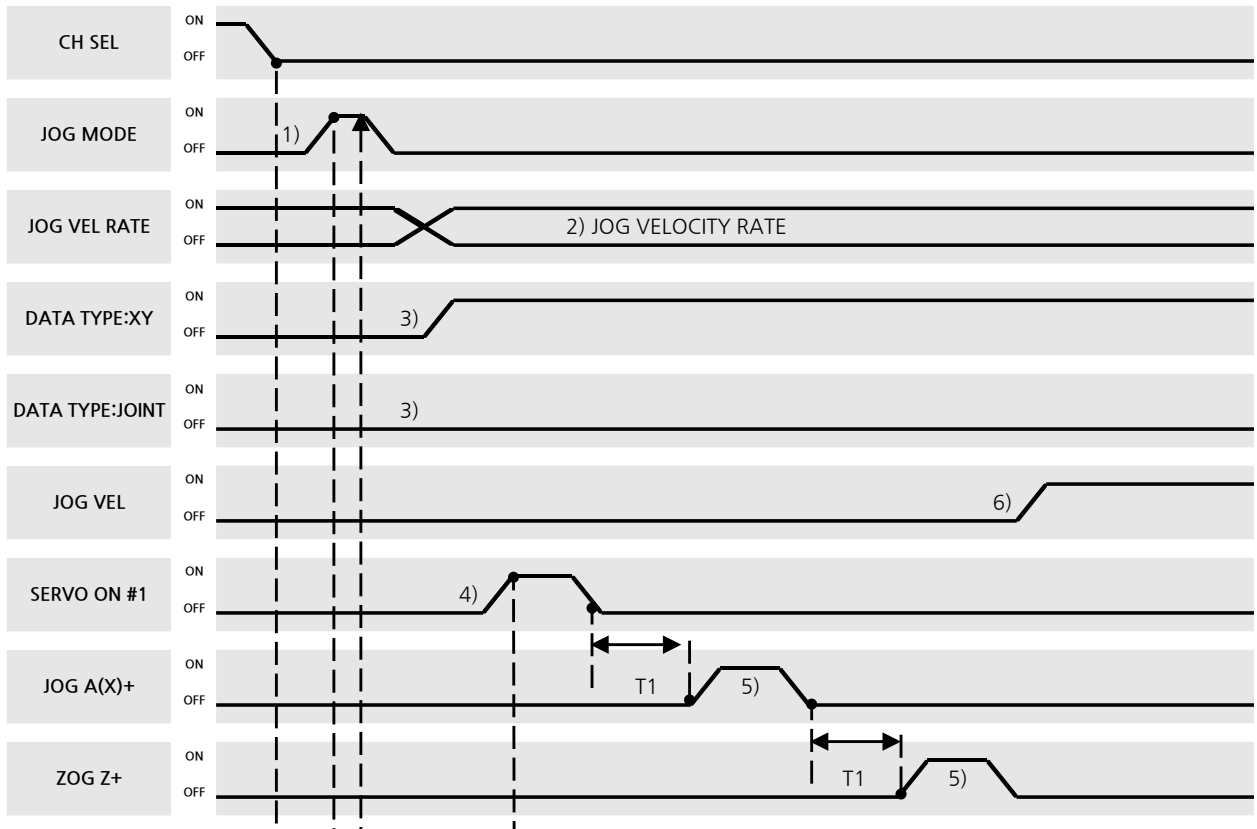 CH SEL
ON
OFF
JOG MODE
ON
OFF
1)
JOG VEL RATE
ON
OFF
2) JOG VELOCITY RATE
DATA TYPE:XY
ON
OFF
3)
DATA TYPE:JOINT
ON
OFF
3)
JOG VEL
ON
OFF
6)
SERVO ON #1
ON
OFF
4)
JOG A(X)+
ON
OFF
T1
5)
ZOG Z+
ON
OFF
T1
5)